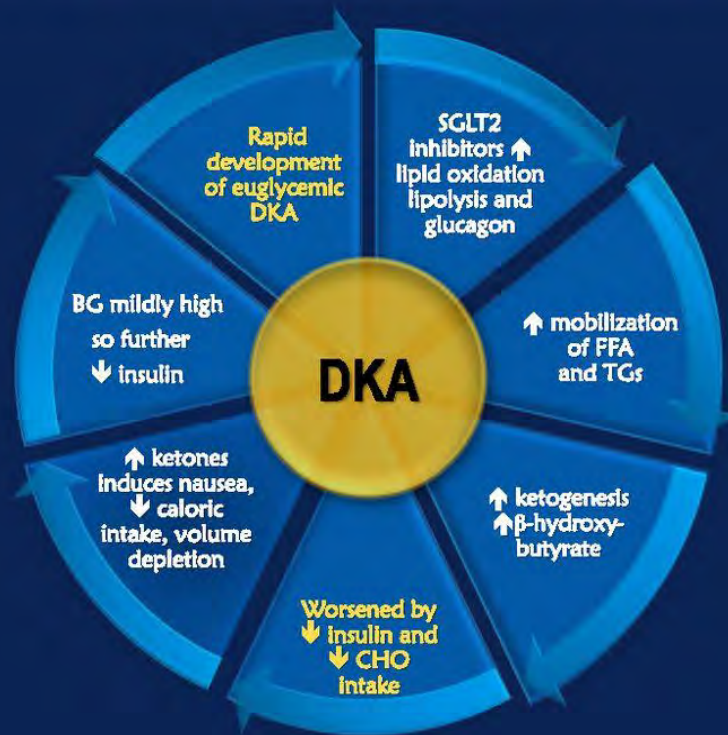 SGLT2
inhibitors ↑
lipid oxidation
lipolysis and
glucagon
↑ mobilization
of FFA
and TGs
↑ ketogenesis
↑β-hydroxy-
butyrate
Worsened by
↓ insulin and
↓ CHO
intake
↑ ketones
induces nausea,
↓ caloric
intake, volume
depletion
BG mildly high
so further
↓ insulin
Rapid
development
of euglycemic
DKA
DKA